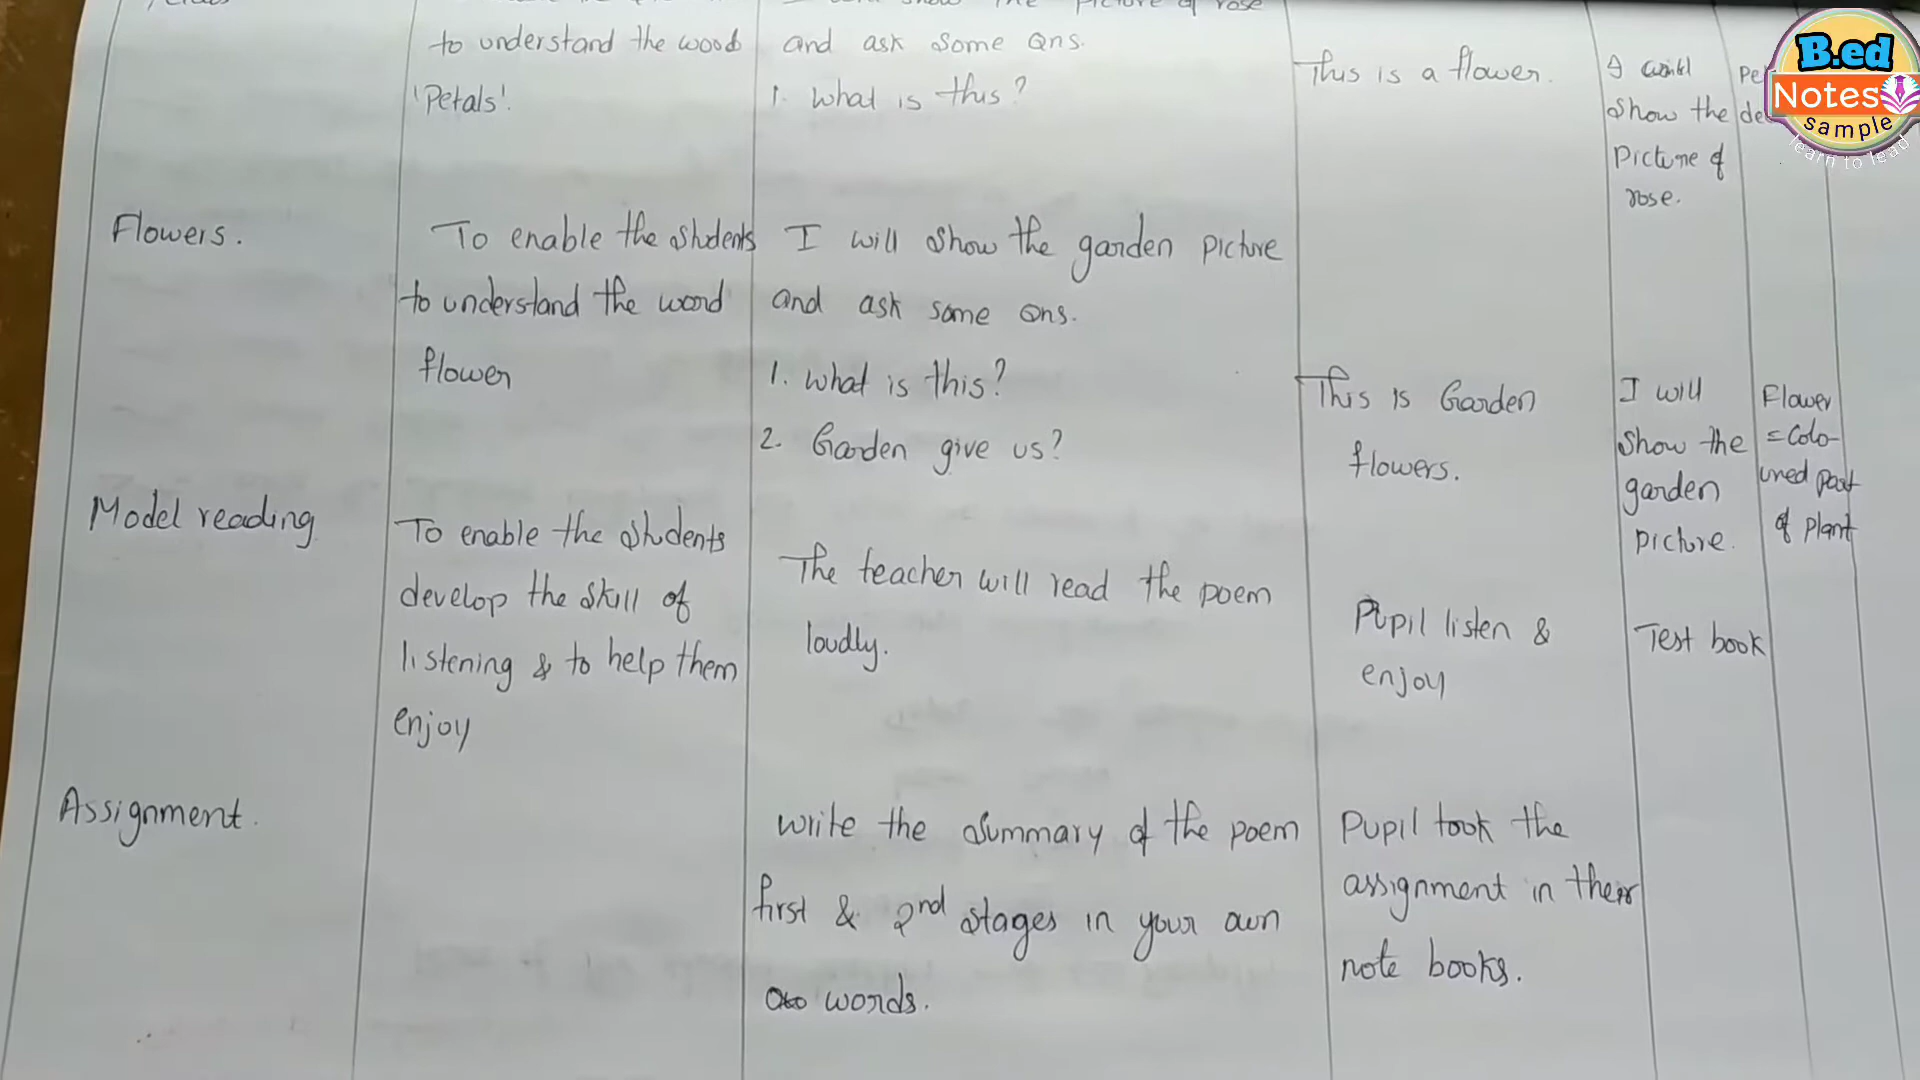 to understand the word
'Petals'.
and ask some Qns.
1. What is this?
This is a flower.
Show the
Picture of
rose.
Flowers.
To enable the students
to understand the word
flower
I will show the garden picture
and ask some Qns.
1. What is this?
2. Garden give us?
This is Garden
flowers.
I will
show the
garden
picture.
Flower
= colo-
ured part
of plant
Model reading
To enable the students
develop the skill of
listening & to help them
enjoy
The teacher will read the poem
loudly.
Pupil listen &
enjoy
Test book
Assignment.
Write the summary of the poem
first & 2nd stages in your own
words.
Pupil took the
assignment in their
note books.
B.ed
Notes
sample
learn to lead